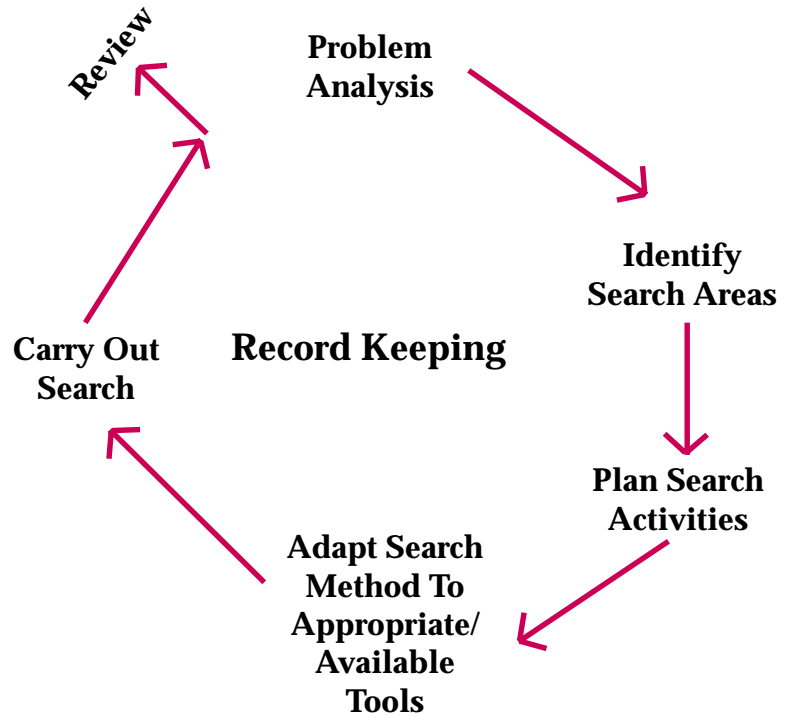 Review
Problem
Analysis
Identify
Search Areas
Record Keeping
Carry Out
Search
Plan Search
Activities
Adapt Search
Method To
Appropriate/
Available
Tools